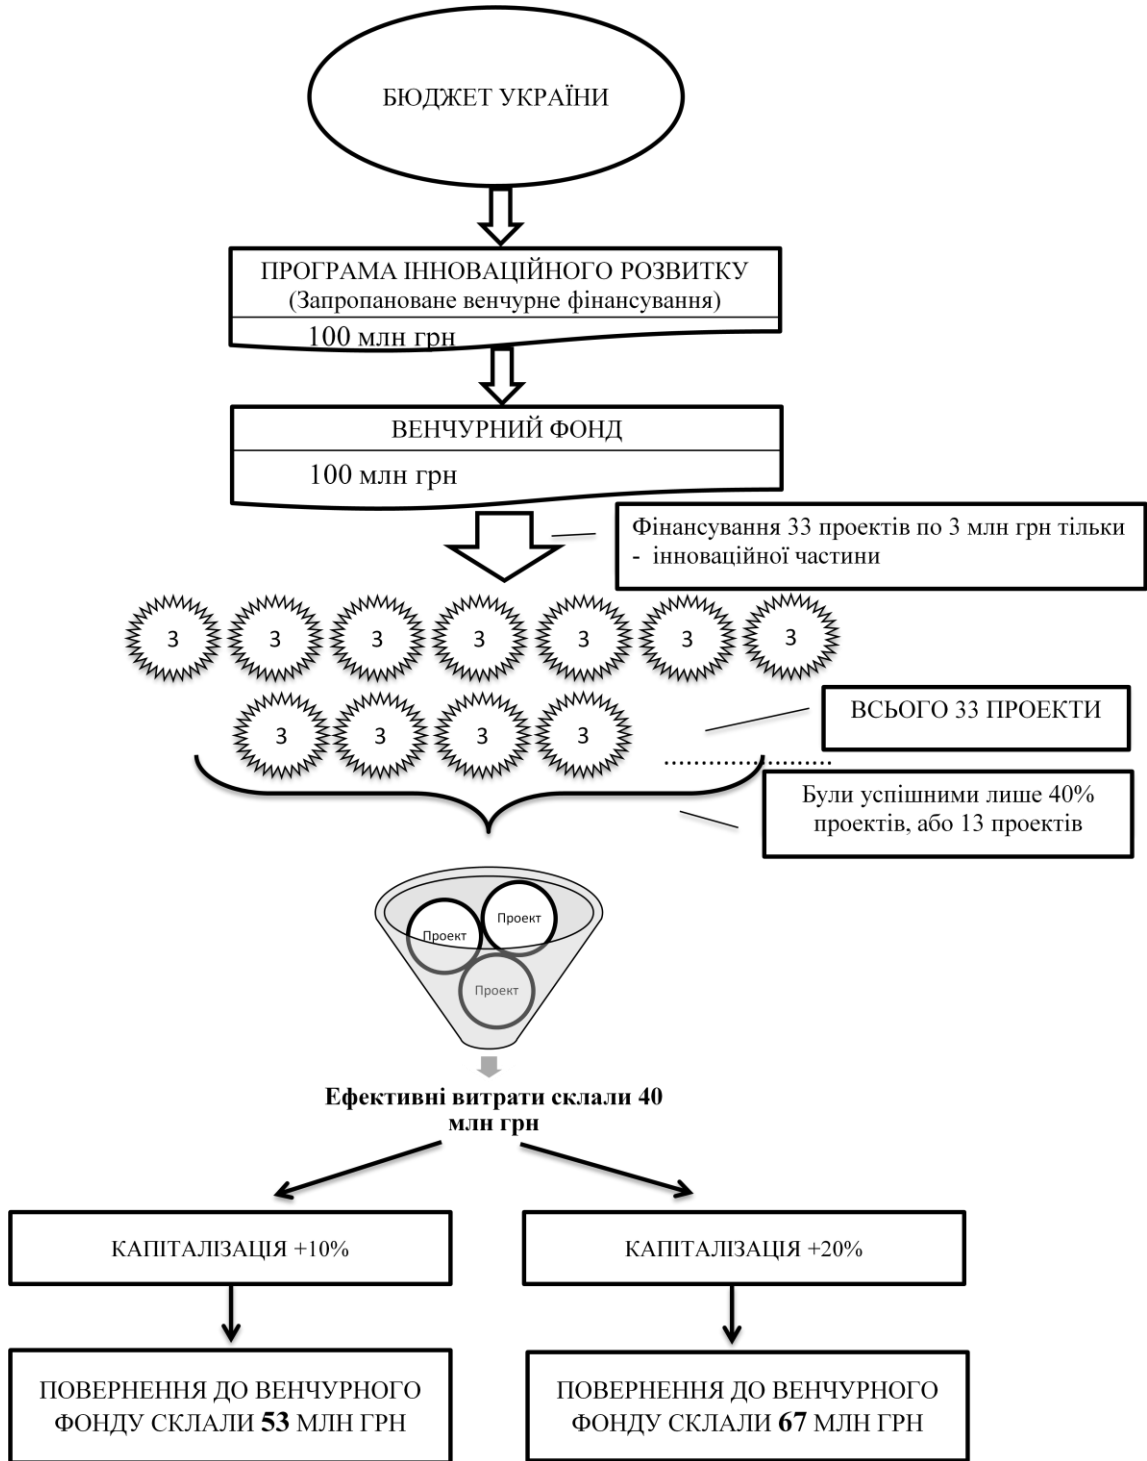 БЮДЖЕТ УКРАЇНИ
ПРОГРАМА ІННОВАЦІЙНОГО РОЗВИТКУ
(Запропановане венчурне фінансування)
100 млн грн
ВЕНЧУРНИЙ ФОНД
100 млн грн
Фінансування 33 проектів по 3 млн грн тільки
- інноваційної частини
3 3 3 3 3 3 3
3 3 3 3
ВСЬОГО 33 ПРОЕКТИ
......................
Були успішними лише 40%
проектів, або 13 проектів
Проект
Проект
Проект
Ефективні витрати склали 40
млн грн
КАПІТАЛІЗАЦІЯ +10%
КАПІТАЛІЗАЦІЯ +20%
ПОВЕРНЕННЯ ДО ВЕНЧУРНОГО
ФОНДУ СКЛАЛИ 53 МЛН ГРН
ПОВЕРНЕННЯ ДО ВЕНЧУРНОГО
ФОНДУ СКЛАЛИ 67 МЛН ГРН